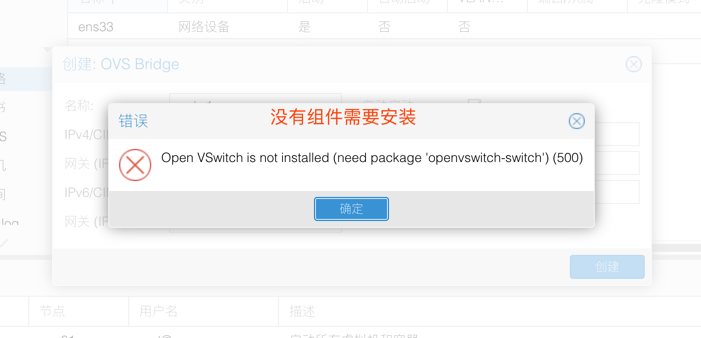 ens33 网络设备 是 否 否
创建: OVS Bridge
名称:
错误 没有组件需要安装
Open VSwitch is not installed (need package 'openvswitch-switch') (500)
IPv4/CI
网关 (IP
IPv6/CI
网关 (IP
确定
创建
节点 用户名 描述